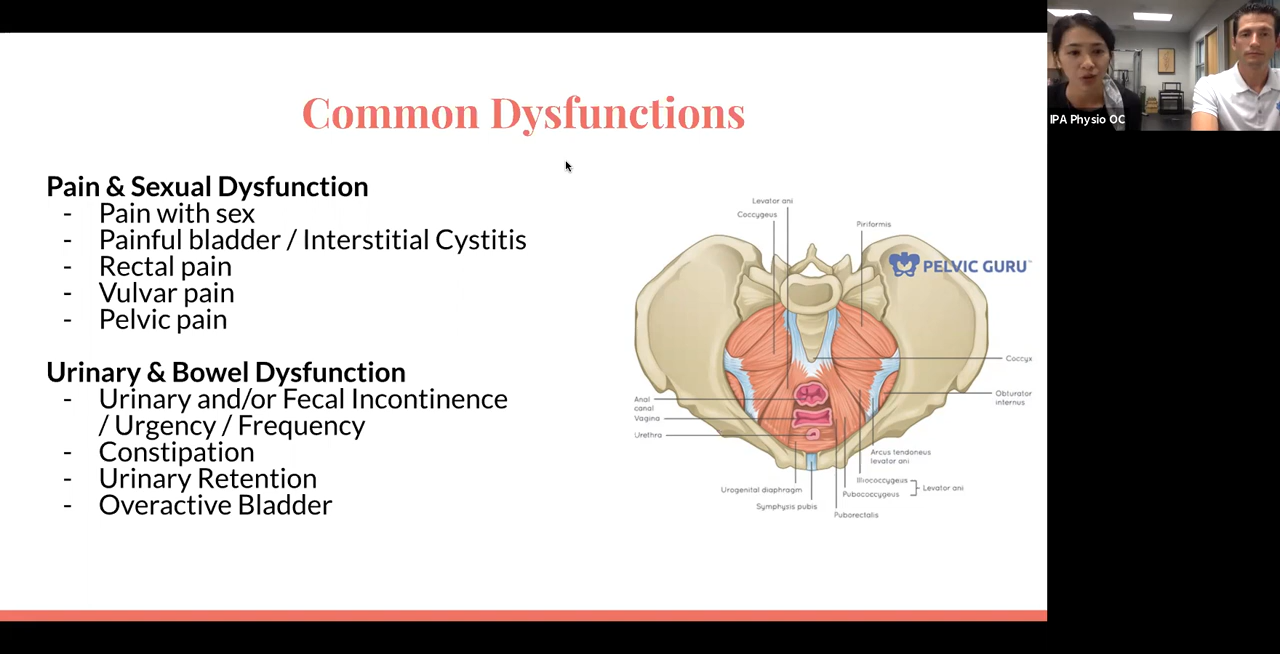 Common Dysfunctions
Pain & Sexual Dysfunction
- Pain with sex
- Painful bladder / Interstitial Cystitis
- Rectal pain
- Vulvar pain
- Pelvic pain
Urinary & Bowel Dysfunction
- Urinary and/or Fecal Incontinence
/ Urgency / Frequency
- Constipation
- Urinary Retention
- Overactive Bladder
Levator ani
Coccygeus
Piriformis
PELVIC GURU™
Coccyx
Obturator
internus
Anal
canal
Vagina
Urethra
Arcus tendoneus
levator ani
Iliococcygeus
Pubococcygeus
Levator ani
Puborectalis
Urogenital diaphragm
Symphysis pubis
IPA Physio OC